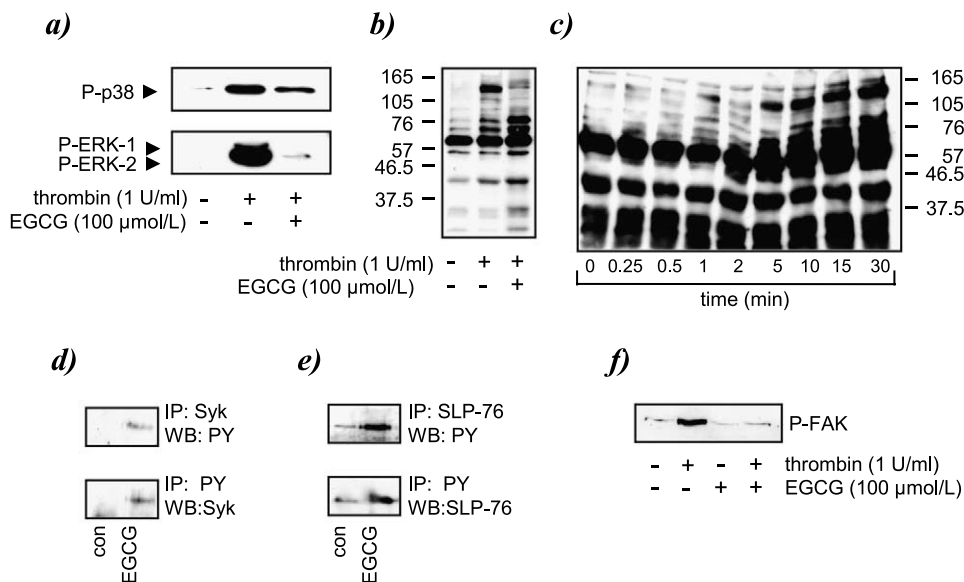 a)
P-p38
P-ERK-1
P-ERK-2
thrombin (1 U/ml) - + +
EGCG (100 µmol/L) - - +
b)
165
105
76
57
46.5
37.5
thrombin (1 U/ml) - + +
EGCG (100 µmol/L) - - +
c)
165
105
76
57
46.5
37.5
0 0.25 0.5 1 2 5 10 15 30
time (min)
d)
IP: Syk
WB: PY
IP: PY
WB:Syk
con EGCG
e)
IP: SLP-76
WB: PY
IP: PY
WB:SLP-76
con EGCG
f)
P-FAK
- + - + thrombin (1 U/ml)
- - + + EGCG (100 µmol/L)